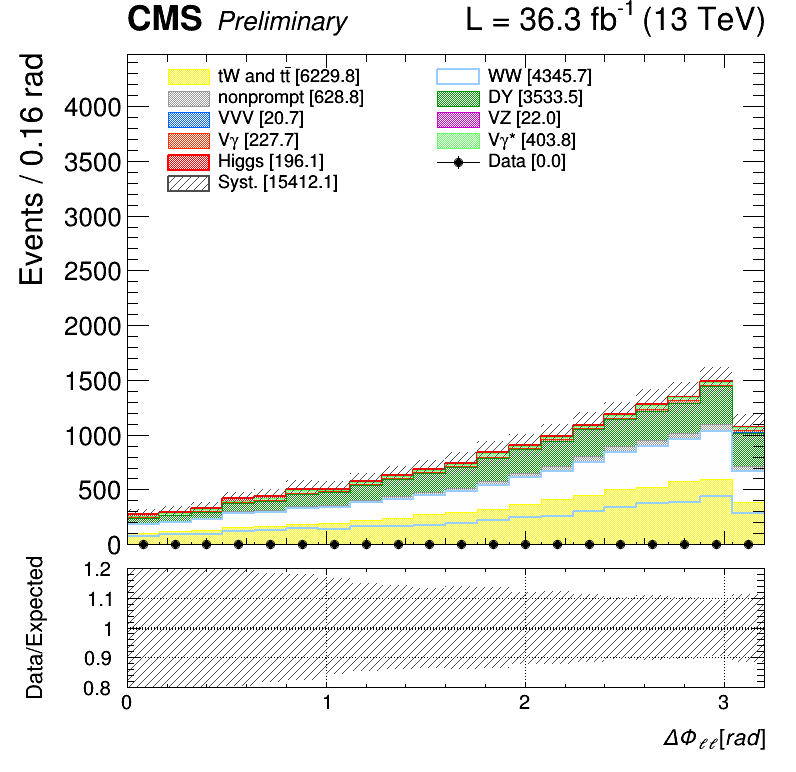 CMS Preliminary L = 36.3 fb⁻¹ (13 TeV)
Events / 0.16 rad
tW and tt̄ [6229.8]
nonprompt [628.8]
VVV [20.7]
Vγ [227.7]
Higgs [196.1]
Syst. [15412.1]
WW [4345.7]
DY [3533.5]
VZ [22.0]
Vγ* [403.8]
Data [0.0]
4000
3500
3000
2500
2000
1500
1000
500
0
Data/Expected
1.2
1.1
1
0.9
0.8
0 1 2 3
ΔΦℓℓ[rad]